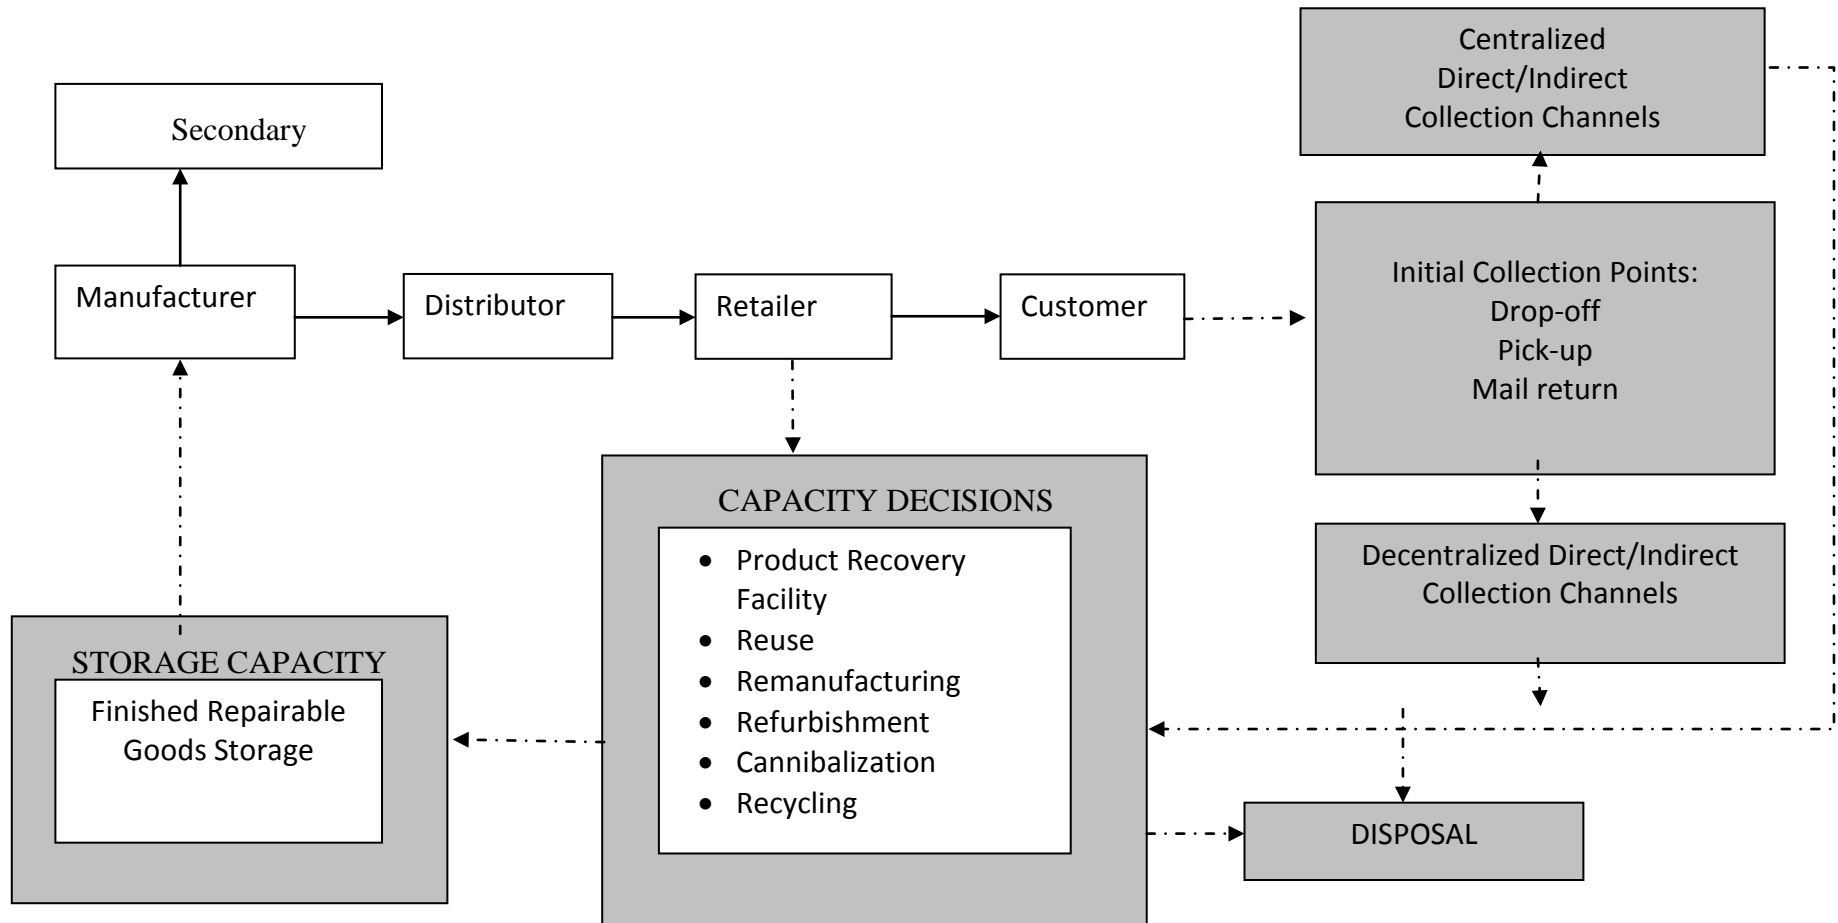 Centralized
Direct/Indirect
Collection Channels
Secondary
Manufacturer
Distributor
Retailer
Customer
Initial Collection Points:
Drop-off
Pick-up
Mail return
CAPACITY DECISIONS
• Product Recovery
Facility
• Reuse
• Remanufacturing
• Refurbishment
• Cannibalization
• Recycling
Decentralized Direct/Indirect
Collection Channels
STORAGE CAPACITY
Finished Repairable
Goods Storage
DISPOSAL